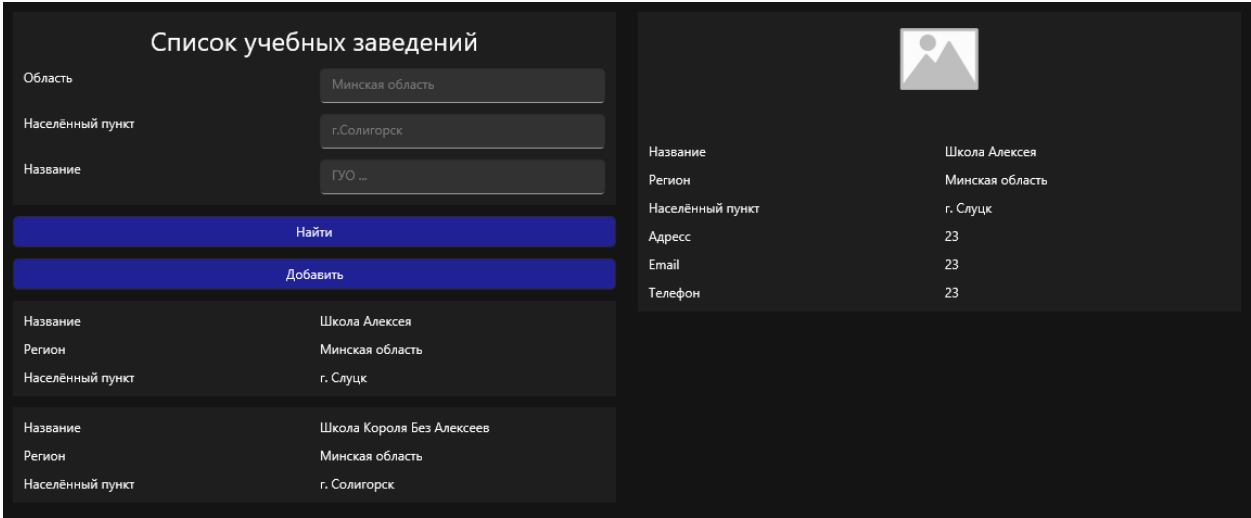 Список учебных заведений
Область
Минская область
Населённый пункт
г.Солигорск
Название
ГУО ...
Найти
Добавить
Название Школа Алексея
Регион Минская область
Населённый пункт г. Слуцк
Название Школа Короля Без Алексеев
Регион Минская область
Населённый пункт г. Солигорск
Название Школа Алексея
Регион Минская область
Населённый пункт г. Слуцк
Адресс 23
Email 23
Телефон 23